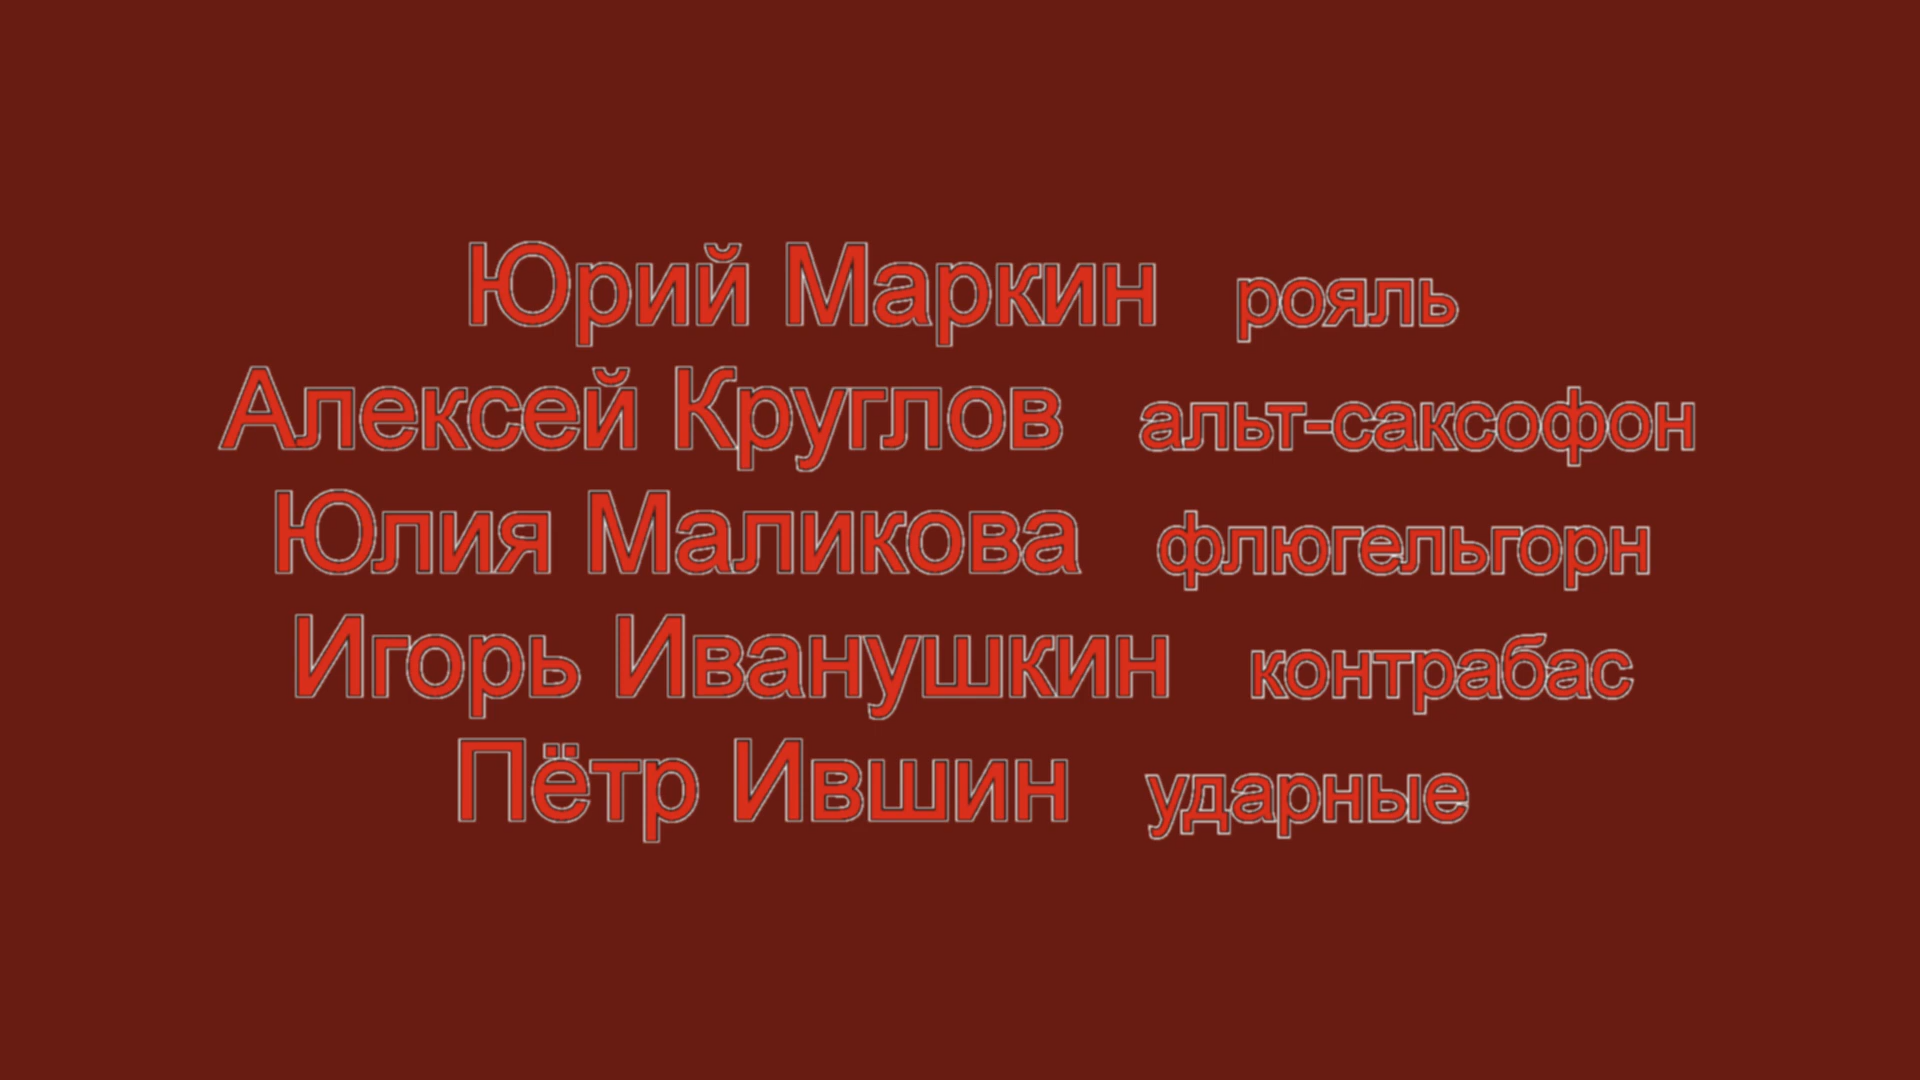 Юрий Маркин рояль
Алексей Круглов альт-саксофон
Юлия Маликова флюгельгорн
Игорь Иванушкин контрабас
Пётр Ившин ударные